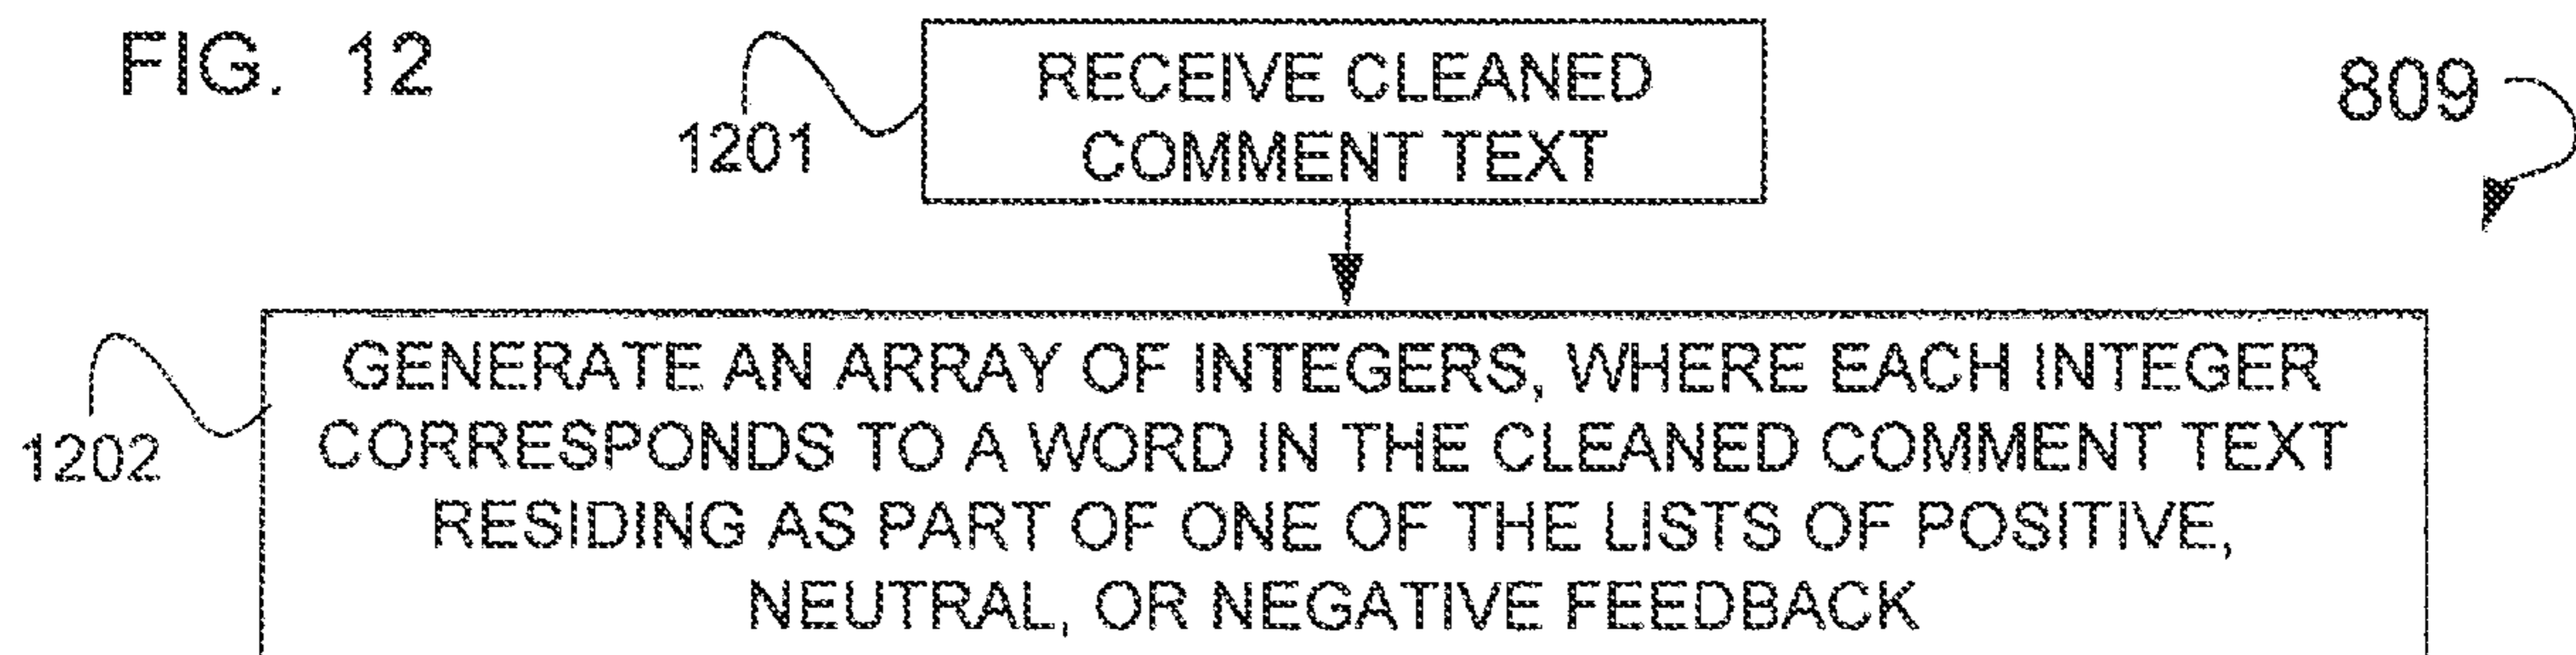 FIG. 12
RECEIVE CLEANED
COMMENT TEXT
1201
809
GENERATE AN ARRAY OF INTEGERS, WHERE EACH INTEGER
CORRESPONDS TO A WORD IN THE CLEANED COMMENT TEXT
RESIDING AS PART OF ONE OF THE LISTS OF POSITIVE,
NEUTRAL, OR NEGATIVE FEEDBACK
1202